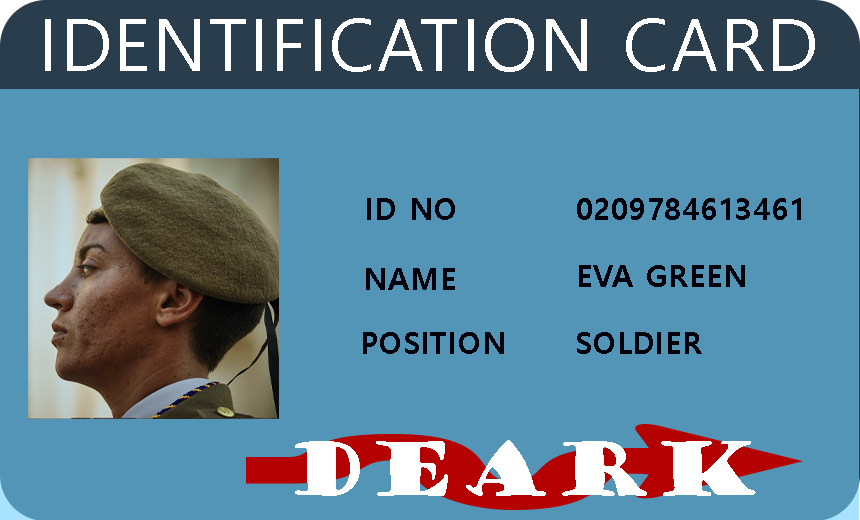 IDENTIFICATION CARD
ID NO 0209784613461
NAME EVA GREEN
POSITION SOLDIER
DEARK